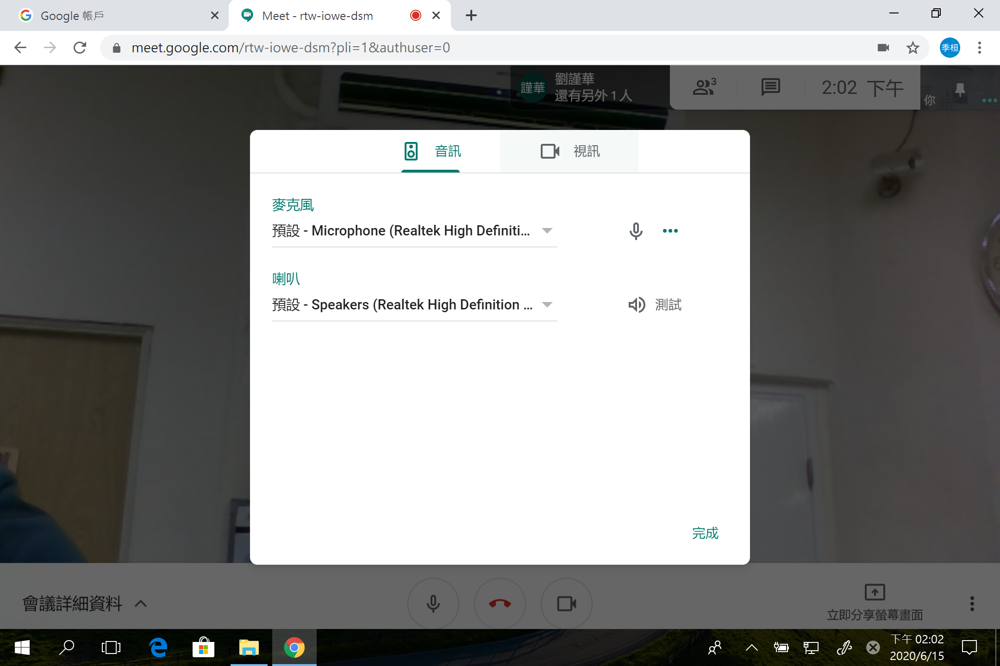 Google 帳戶
Meet - rtw-iowe-dsm
meet.google.com/rtw-iowe-dsm?pli=1&authuser=0
季桓
謹華
劉謹華
還有另外 1 人
3
2:02 下午
你
音訊
視訊
麥克風
預設 - Microphone (Realtek High Definiti...
喇叭
預設 - Speakers (Realtek High Definition ...
測試
完成
會議詳細資料
立即分享螢幕畫面
下午 02:02
2020/6/15